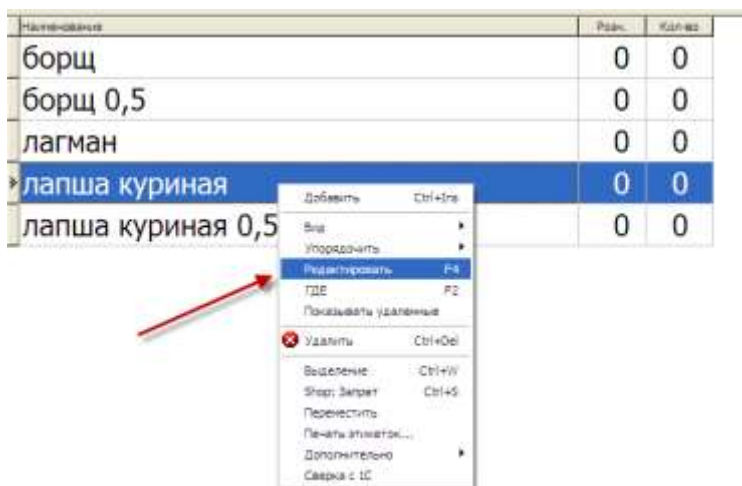 Наименование Розн. Кол-во
борщ 0 0
борщ 0,5 0 0
лагман 0 0
лапша куриная 0 0
лапша куриная 0,5 0 0
Добавить Ctrl+Ins
Вид
Упорядочить
Редактировать F4
ГДЕ F2
Показывать удаленные
Удалить Ctrl+Del
Выделение Ctrl+W
Stop; Запрет Ctrl+S
Переместить
Печать этикеток...
Дополнительно
Сверка с 1С